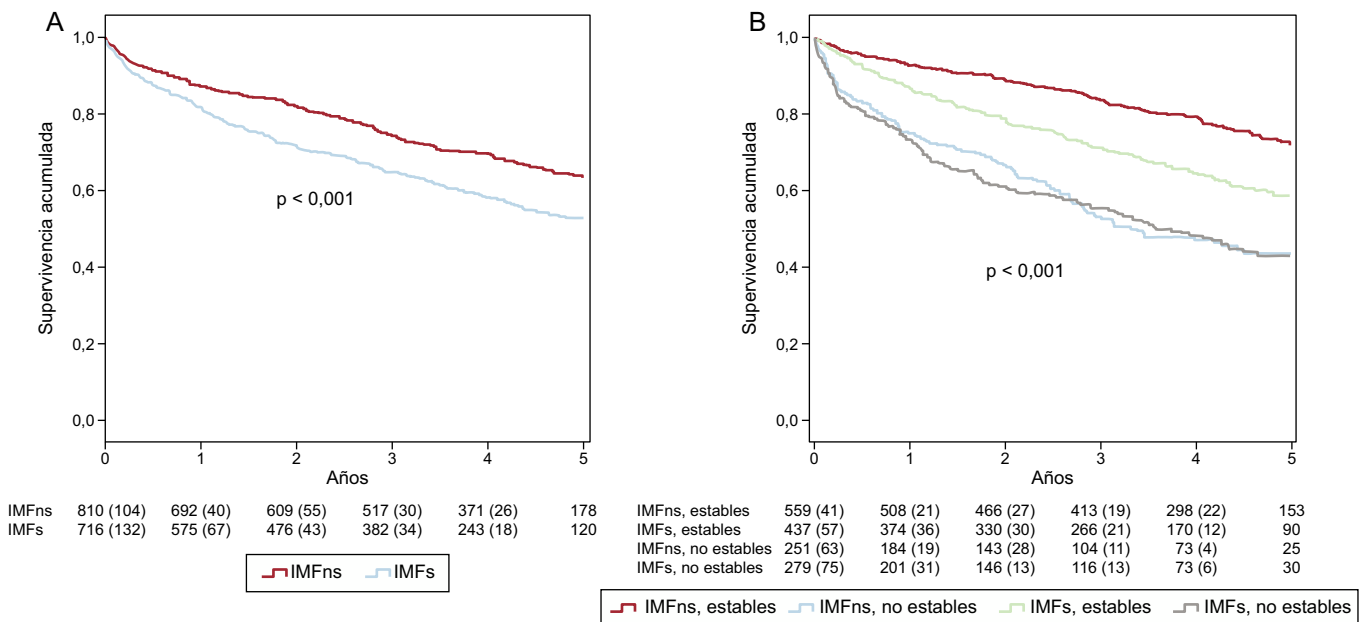 A
Supervivencia acumulada
1,0
0,8
0,6
0,4
0,2
0,0
p < 0,001
0 1 2 3 4 5
Años
IMFns 810 (104) 692 (40) 609 (55) 517 (30) 371 (26) 178
IMFs 716 (132) 575 (67) 476 (43) 382 (34) 243 (18) 120
IMFns IMFs
B
Supervivencia acumulada
1,0
0,8
0,6
0,4
0,2
0,0
p < 0,001
0 1 2 3 4 5
Años
IMFns, estables 559 (41) 508 (21) 466 (27) 413 (19) 298 (22) 153
IMFs, estables 437 (57) 374 (36) 330 (30) 266 (21) 170 (12) 90
IMFns, no estables 251 (63) 184 (19) 143 (28) 104 (11) 73 (4) 25
IMFs, no estables 279 (75) 201 (31) 146 (13) 116 (13) 73 (6) 30
IMFns, estables IMFns, no estables IMFs, estables IMFs, no estables